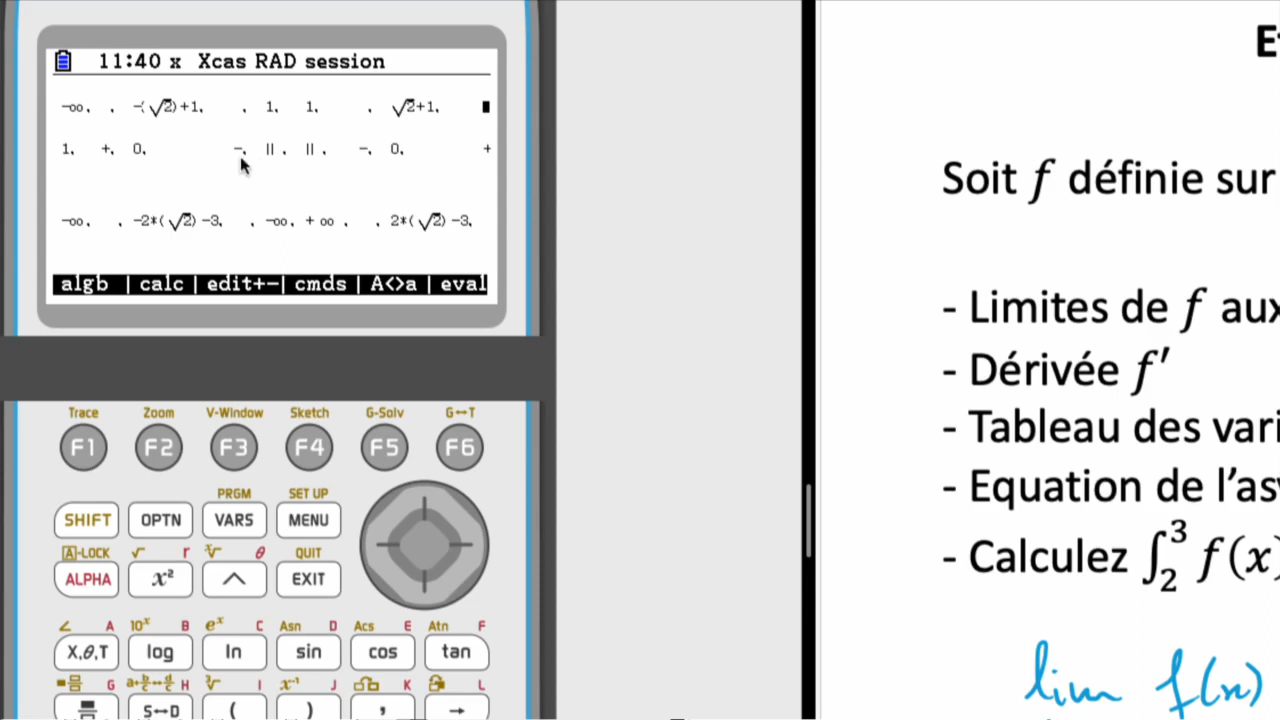 11:40 x Xcas RAD session
-∞, , -(√2)+1, , 1, 1, , √2+1,
1, +, 0, -, ||, ||, -, 0, +
-∞, , -2*(√2)-3, , -∞, +∞, , 2*(√2)-3,
algb | calc | edit+-| cmds | A<>a | eval
Trace Zoom V-Window Sketch G-Solv G↔T
F1 F2 F3 F4 F5 F6
PRGM SET UP
SHIFT OPTN VARS MENU
A-LOCK √ r ˣ√ θ QUIT
ALPHA x² ^ EXIT
∠ A 10ˣ B eˣ C Asn D Acs E Atn F
X,θ,T log ln sin cos tan
G H ³√ I x⁻¹ J K L
S↔D ( ) , →
Soit f définie sur
- Limites de f aux
- Dérivée f′
- Tableau des vari
- Equation de l'as
- Calculez ∫₂³ f(x)
lim f(x)